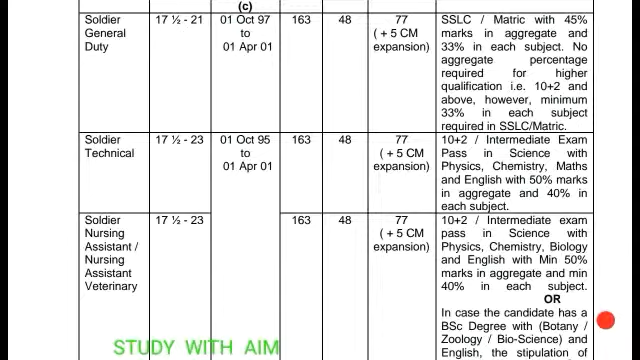 (c)
Soldier General Duty 17 ½ - 21 01 Oct 97 to 01 Apr 01 163 48 77 ( + 5 CM expansion) SSLC / Matric with 45% marks in aggregate and 33% in each subject. No aggregate percentage required for higher qualification i.e. 10+2 and above, however, minimum 33% in each subject required in SSLC/Matric.
Soldier Technical 17 ½ - 23 01 Oct 95 to 01 Apr 01 163 48 77 ( + 5 CM expansion) 10+2 / Intermediate Exam Pass in Science with Physics, Chemistry, Maths and English with 50% marks in aggregate and 40% in each subject.
Soldier Nursing Assistant / Nursing Assistant Veterinary 17 ½ - 23 163 48 77 ( + 5 CM expansion) 10+2 / Intermediate exam pass in Science with Physics, Chemistry, Biology and English with Min 50% marks in aggregate and min 40% in each subject.
OR
In case the candidate has a BSc Degree with (Botany / Zoology / Bio-Science) and English, the stipulation of
STUDY WITH AIM